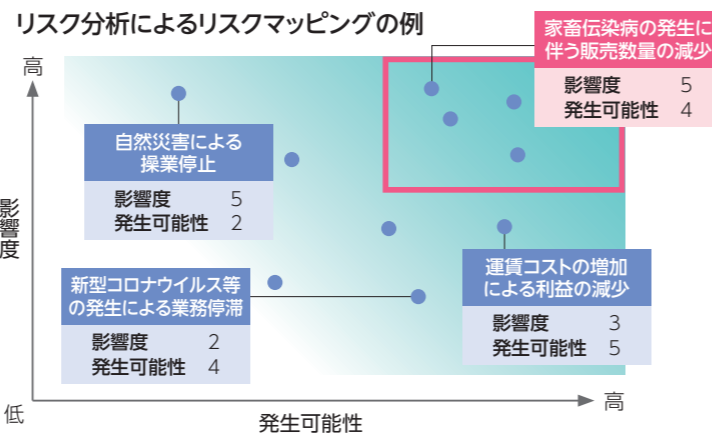 リスク分析によるリスクマッピングの例
高
影響度
低
発生可能性
高
家畜伝染病の発生に
伴う販売数量の減少
影響度 5
発生可能性 4
自然災害による
操業停止
影響度 5
発生可能性 2
新型コロナウイルス等
の発生による業務停滞
影響度 2
発生可能性 4
運賃コストの増加
による利益の減少
影響度 3
発生可能性 5